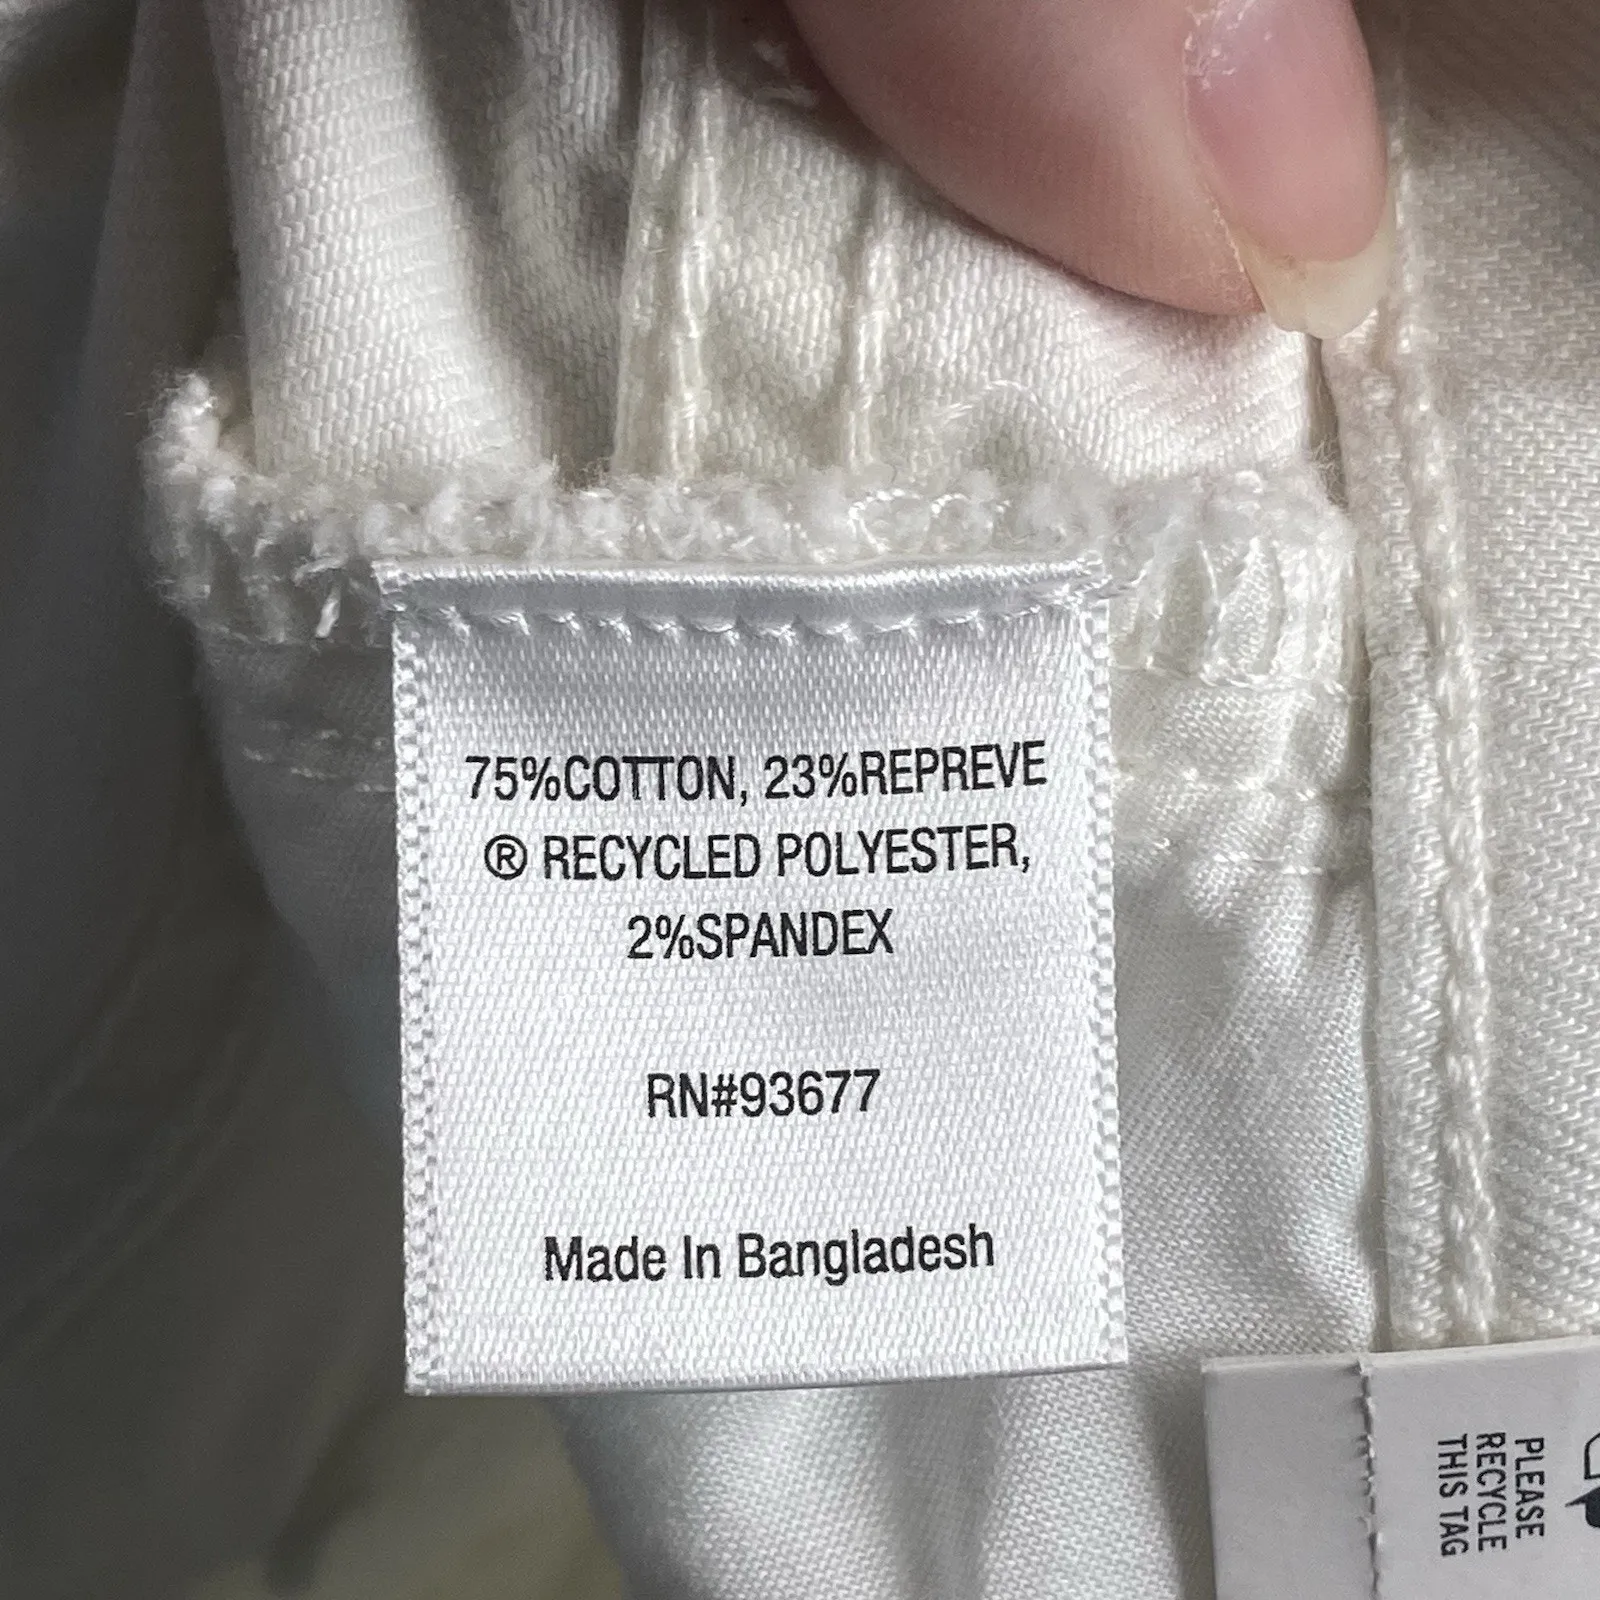 75%COTTON, 23%REPREVE
® RECYCLED POLYESTER,
2%SPANDEX
RN#93677
Made In Bangladesh
PLEASE
RECYCLE
THIS TAG